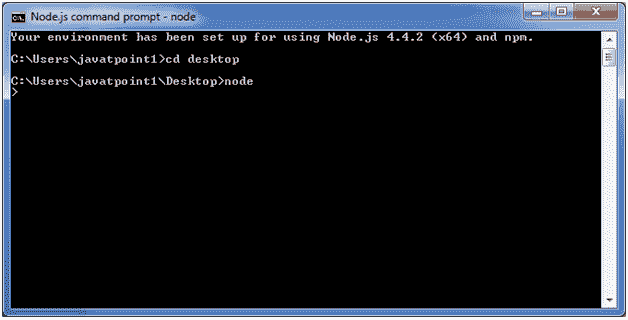 Node.js command prompt - node
Your environment has been set up for using Node.js 4.4.2 (x64) and npm.
C:\Users\javatpoint1>cd desktop
C:\Users\javatpoint1\Desktop>node
>